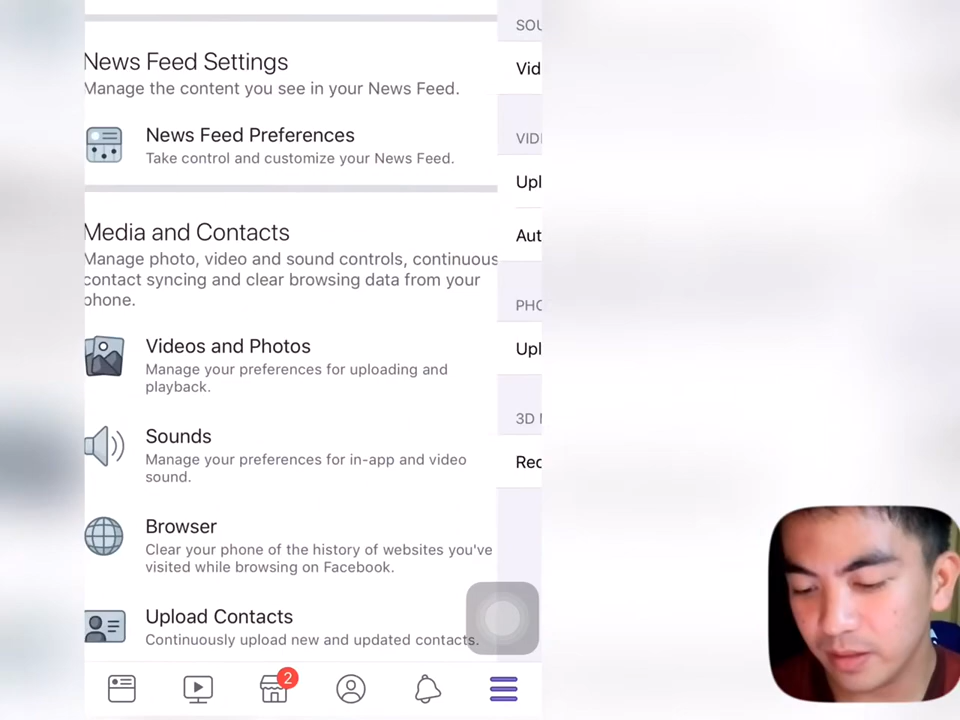 News Feed Settings
Manage the content you see in your News Feed.
News Feed Preferences
Take control and customize your News Feed.
Media and Contacts
Manage photo, video and sound controls, continuous
contact syncing and clear browsing data from your
phone.
Videos and Photos
Manage your preferences for uploading and
playback.
Sounds
Manage your preferences for in-app and video
sound.
Browser
Clear your phone of the history of websites you've
visited while browsing on Facebook.
Upload Contacts
Continuously upload new and updated contacts.
2
SOU
Vid
VID
Upl
Aut
PHO
Upl
3D
Rec